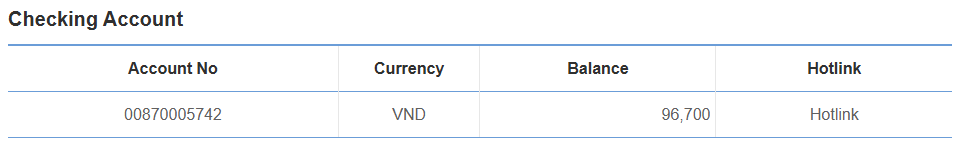 Checking Account
Account No Currency Balance Hotlink
00870005742 VND 96,700 Hotlink